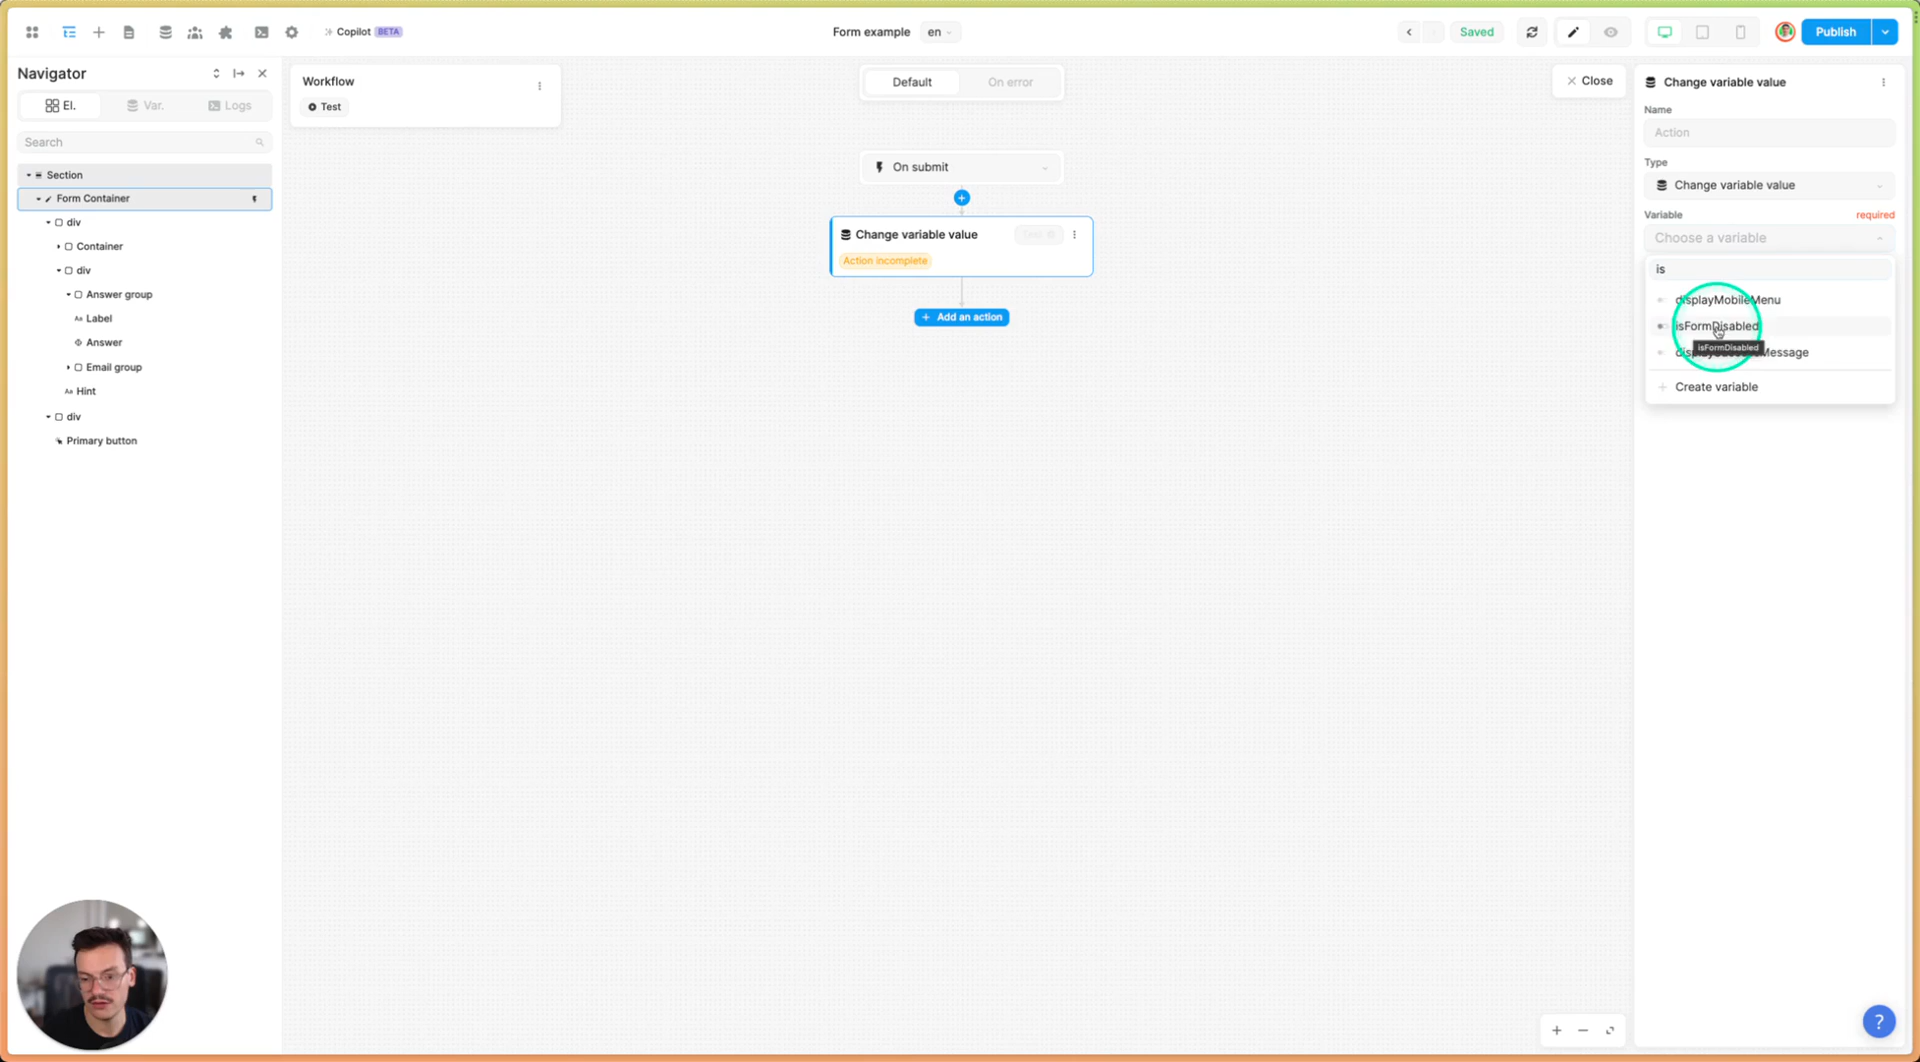 Copilot BETA
Form example en
Saved
Publish
Navigator
El.
Var.
Logs
Search
Section
Form Container
div
Container
div
Answer group
Label
Answer
Email group
Hint
div
Primary button
Workflow
Test
Default
On error
On submit
Change variable value
Action incomplete
+ Add an action
Close
Change variable value
Name
Action
Type
Change variable value
Variable required
Choose a variable
is
displayMobileMenu
isFormDisabled
isFormDisabled
Create variable
?